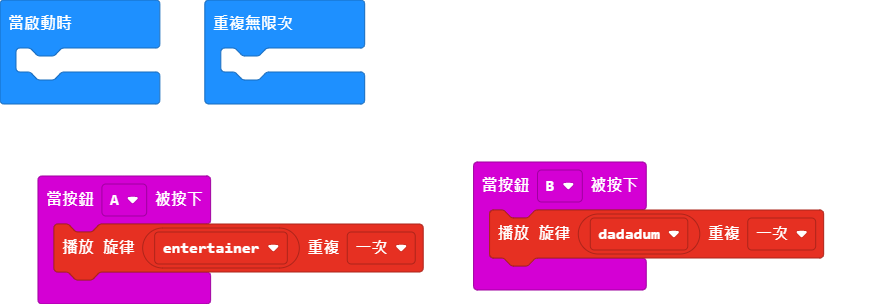 當啟動時
重複無限次
當按鈕 A 被按下
播放 旋律 entertainer 重複 一次
當按鈕 B 被按下
播放 旋律 dadadum 重複 一次